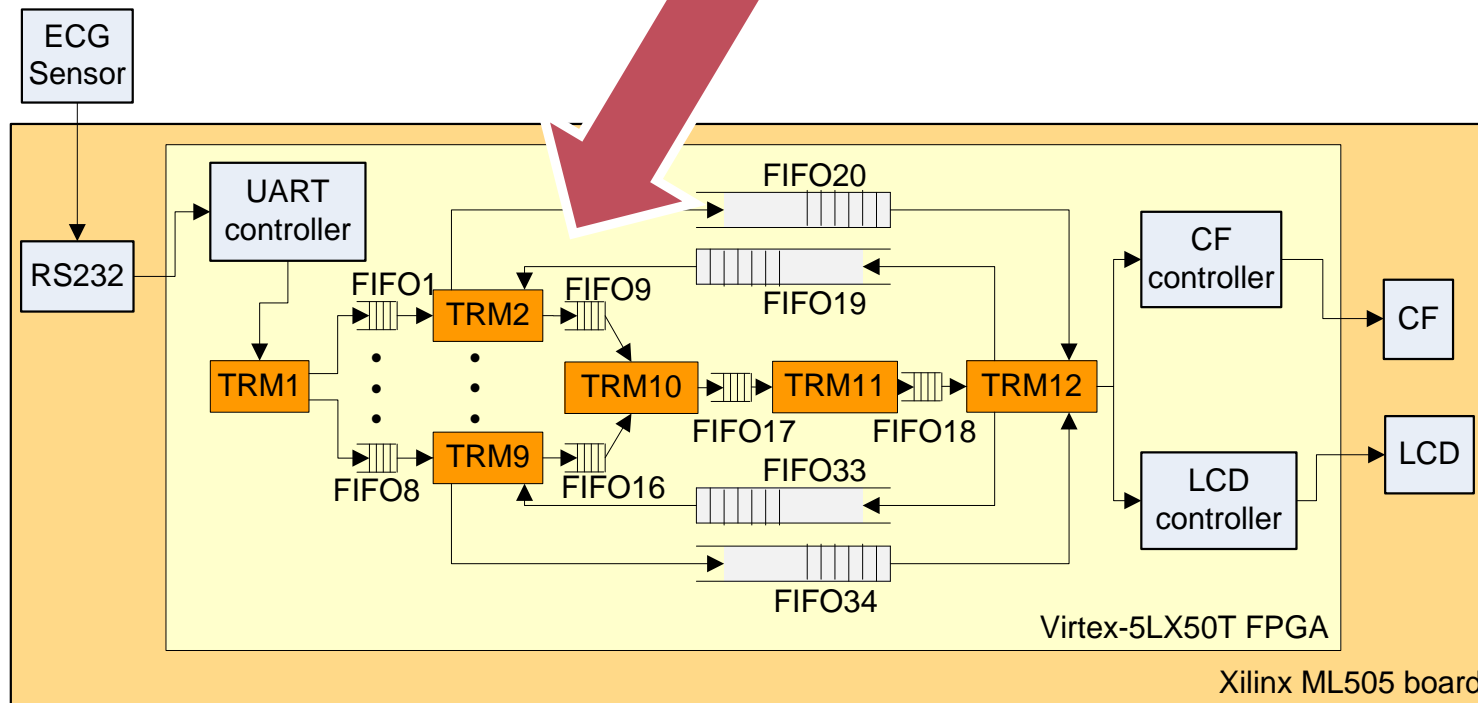 ECG
Sensor
RS232
UART
controller
FIFO20
FIFO19
FIFO1
TRM2
FIFO9
TRM1
TRM10
TRM11
TRM12
FIFO17
FIFO18
FIFO8
TRM9
FIFO16
FIFO33
FIFO34
CF
controller
CF
LCD
controller
LCD
Virtex-5LX50T FPGA
Xilinx ML505 board